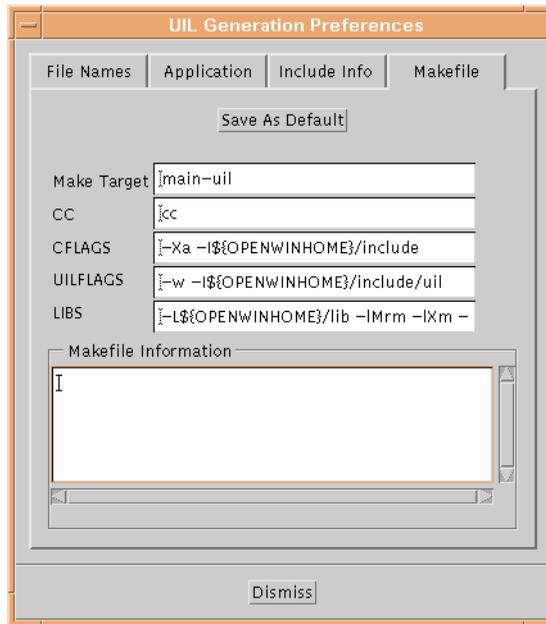 UIL Generation Preferences
File Names Application Include Info Makefile
Save As Default
Make Target main-uil
CC cc
CFLAGS -Xa -I${OPENWINHOME}/include
UILFLAGS -w -I${OPENWINHOME}/include/uil
LIBS -L${OPENWINHOME}/lib -lMrm -lXm -
Makefile Information
Dismiss